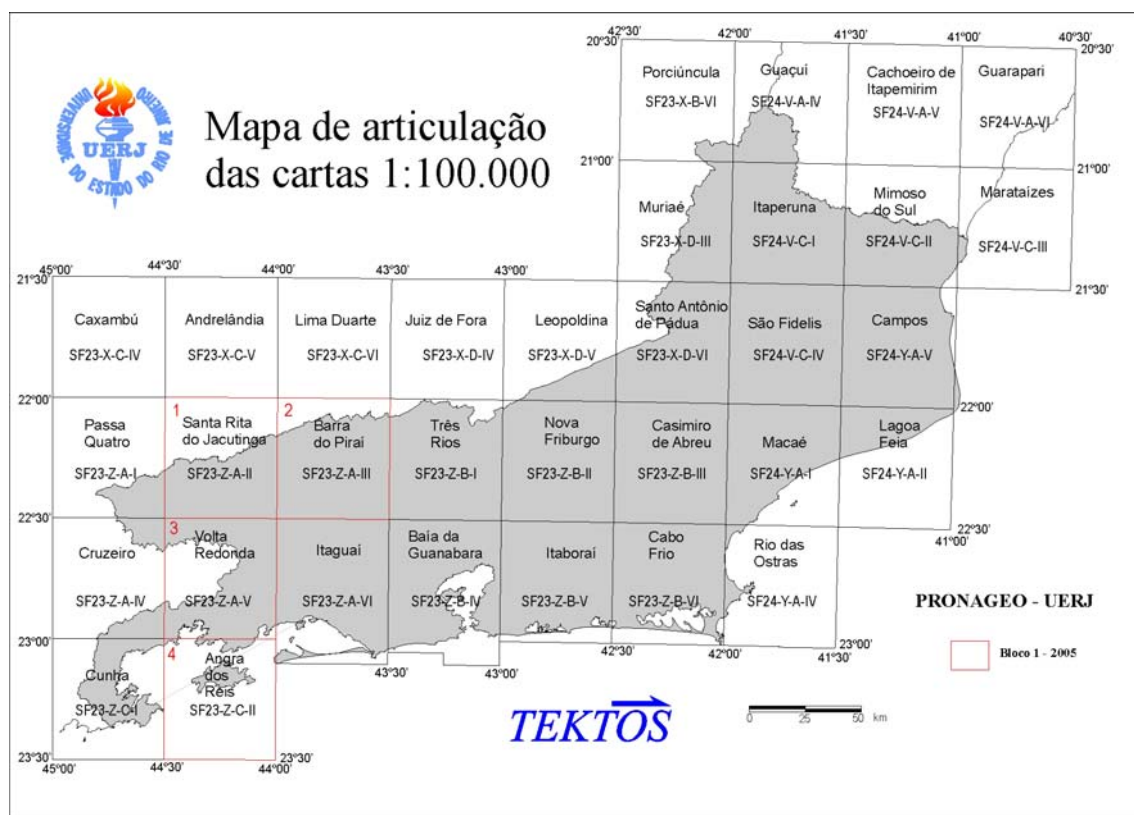 UNIVERSIDADE DO ESTADO DO RIO DE JANEIRO
UERJ
Mapa de articulação
das cartas 1:100.000
42°30' 42°00' 41°30' 41°00' 40°30'
20°30' 20°30'
Porciúncula Guaçuí Cachoeiro de Itapemirim Guarapari
SF23-X-B-VI SF24-V-A-IV SF24-V-A-V SF24-V-A-VI
21°00' 21°00'
Muriaé Itaperuna Mimoso do Sul Marataízes
SF23-X-D-III SF24-V-C-I SF24-V-C-II SF24-V-C-III
45°00' 44°30' 44°00' 43°30' 43°00'
21°30' 21°30'
Caxambú Andrelândia Lima Duarte Juiz de Fora Leopoldina Santo Antônio de Pádua São Fidelis Campos
SF23-X-C-IV SF23-X-C-V SF23-X-C-VI SF23-X-D-IV SF23-X-D-V SF23-X-D-VI SF24-V-C-IV SF24-Y-A-V
22°00' 22°00'
1 2
Passa Quatro Santa Rita do Jacutinga Barra do Piraí Três Rios Nova Friburgo Casimiro de Abreu Macaé Lagoa Feia
SF23-Z-A-I SF23-Z-A-II SF23-Z-A-III SF23-Z-B-I SF23-Z-B-II SF23-Z-B-III SF24-Y-A-I SF24-Y-A-II
22°30' 22°30'
41°00'
3
Cruzeiro Volta Redonda Itaguaí Baía da Guanabara Itaboraí Cabo Frio Rio das Ostras
SF23-Z-A-IV SF23-Z-A-V SF23-Z-A-VI SF23-Z-B-IV SF23-Z-B-V SF23-Z-B-VI SF24-Y-A-IV
PRONAGEO - UERJ
Bloco 1 - 2005
23°00' 23°00'
43°30' 43°00' 42°30' 42°00' 41°30'
4
Cunha Angra dos Reis
SF23-Z-C-I SF23-Z-C-II
23°30' 23°30'
45°00' 44°30' 44°00'
TEKTOS
0 25 50 km